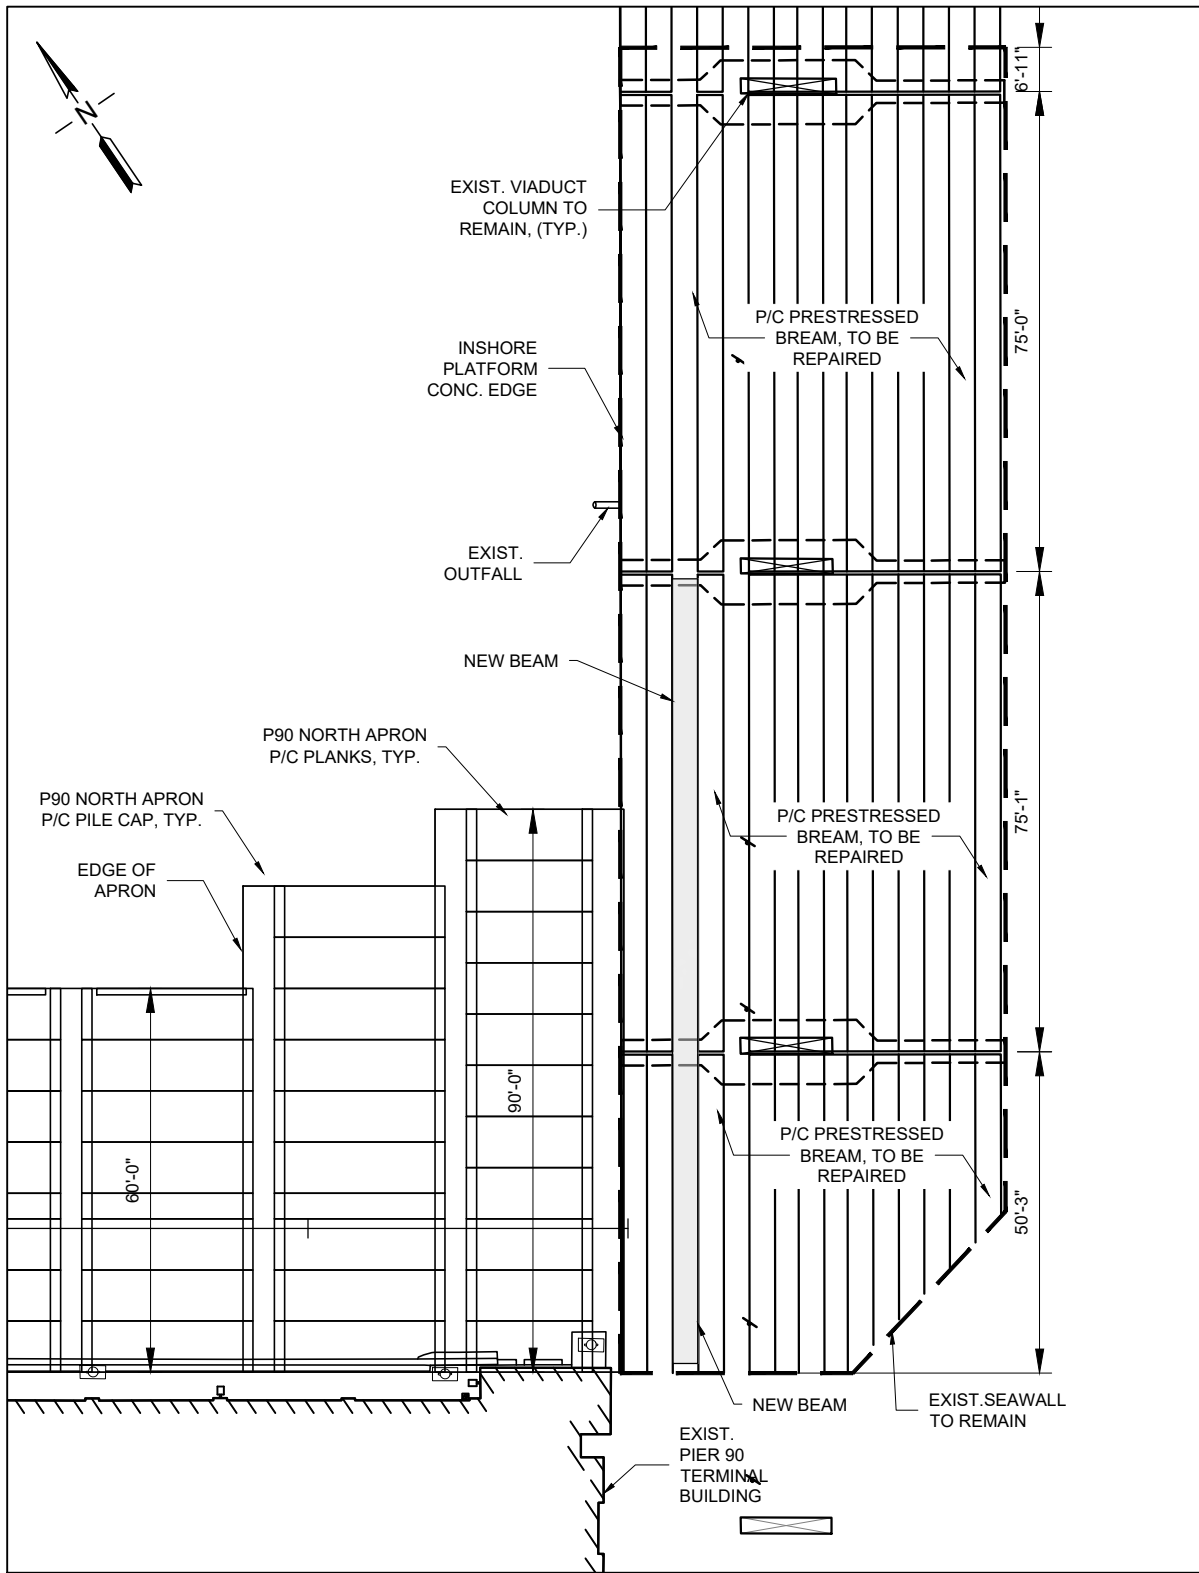 N
6'-11"
EXIST. VIADUCT
COLUMN TO
REMAIN, (TYP.)
P/C PRESTRESSED
BREAM, TO BE
REPAIRED
75'-0"
INSHORE
PLATFORM
CONC. EDGE
EXIST.
OUTFALL
NEW BEAM
P90 NORTH APRON
P/C PLANKS, TYP.
P90 NORTH APRON
P/C PILE CAP, TYP.
EDGE OF
APRON
P/C PRESTRESSED
BREAM, TO BE
REPAIRED
75'-1"
90'-0"
60'-0"
P/C PRESTRESSED
BREAM, TO BE
REPAIRED
50'-3"
NEW BEAM
EXIST.SEAWALL
TO REMAIN
EXIST.
PIER 90
TERMINAL
BUILDING